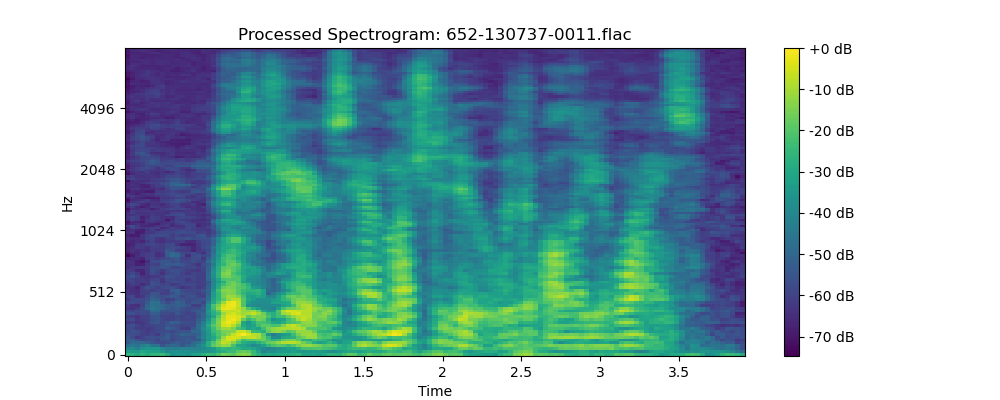 Processed Spectrogram: 652-130737-0011.flac
+0 dB
-10 dB
-20 dB
-30 dB
-40 dB
-50 dB
-60 dB
-70 dB
4096
2048
1024
512
0
Hz
0 0.5 1 1.5 2 2.5 3 3.5
Time